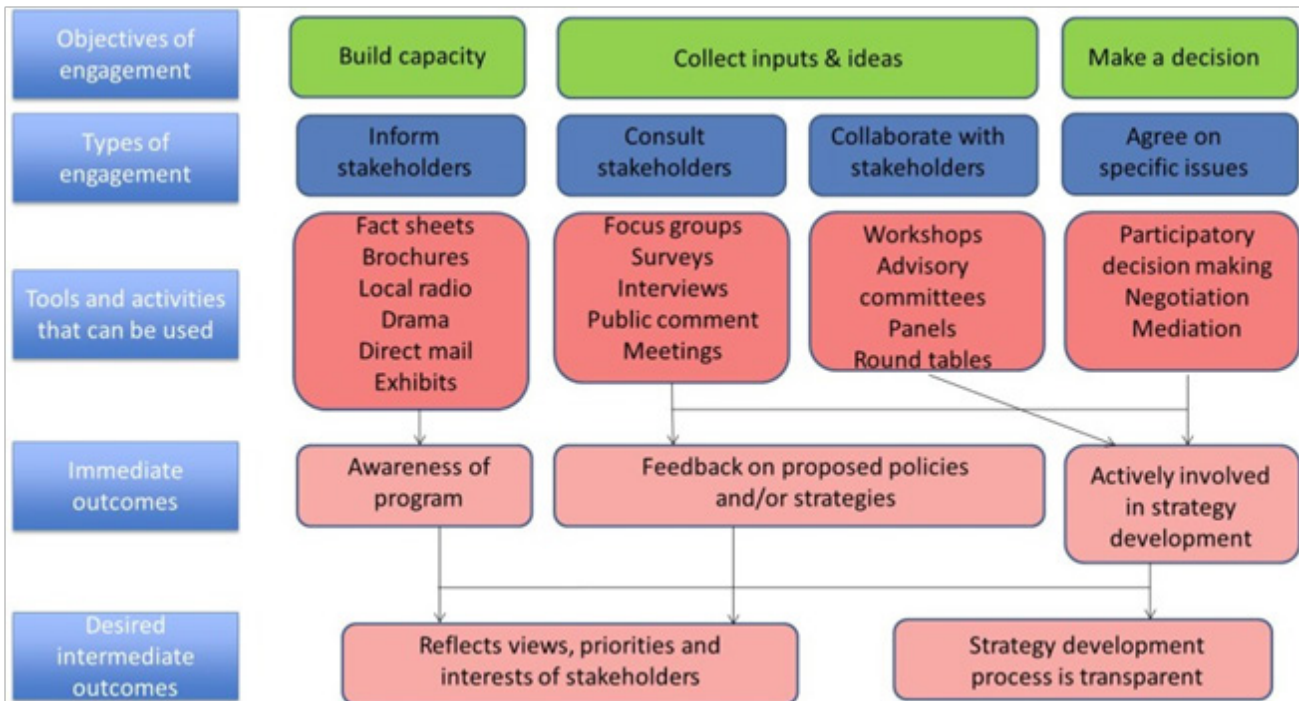 Objectives of
engagement
Build capacity
Collect inputs & ideas
Make a decision
Types of
engagement
Inform
stakeholders
Consult
stakeholders
Collaborate with
stakeholders
Agree on
specific issues
Tools and activities
that can be used
Fact sheets
Brochures
Local radio
Drama
Direct mail
Exhibits
Focus groups
Surveys
Interviews
Public comment
Meetings
Workshops
Advisory
committees
Panels
Round tables
Participatory
decision making
Negotiation
Mediation
Immediate
outcomes
Awareness of
program
Feedback on proposed policies
and/or strategies
Actively involved
in strategy
development
Desired
intermediate
outcomes
Reflects views, priorities and
interests of stakeholders
Strategy development
process is transparent